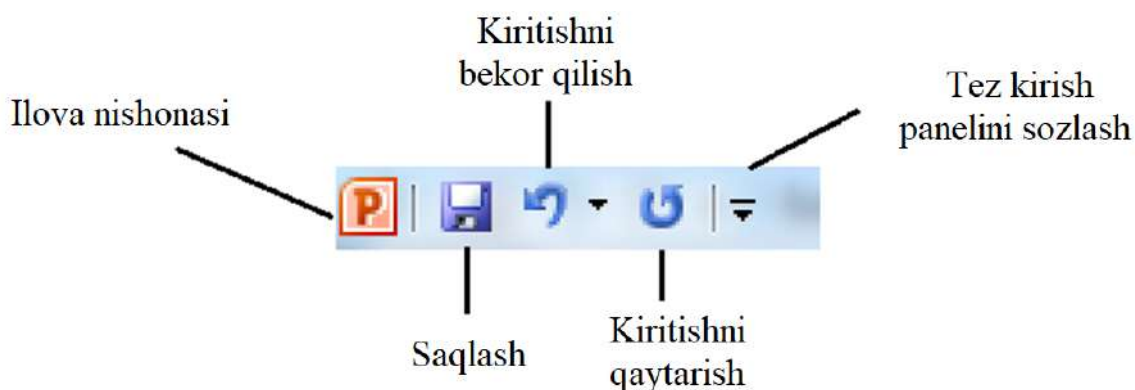 Kiritishni
bekor qilish
Tez kirish
panelini sozlash
Ilova nishonasi
P
Saqlash
Kiritishni
qaytarish